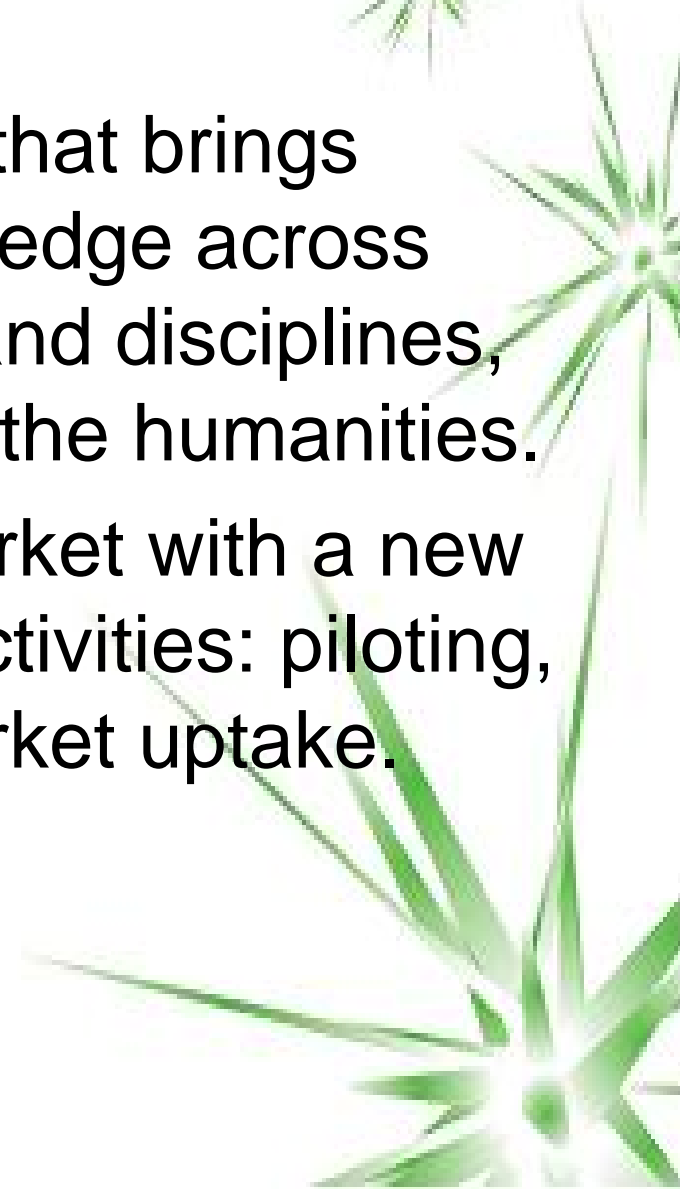 that brings
edge across
nd disciplines,
the humanities.
rket with a new
ctivities: piloting,
rket uptake.